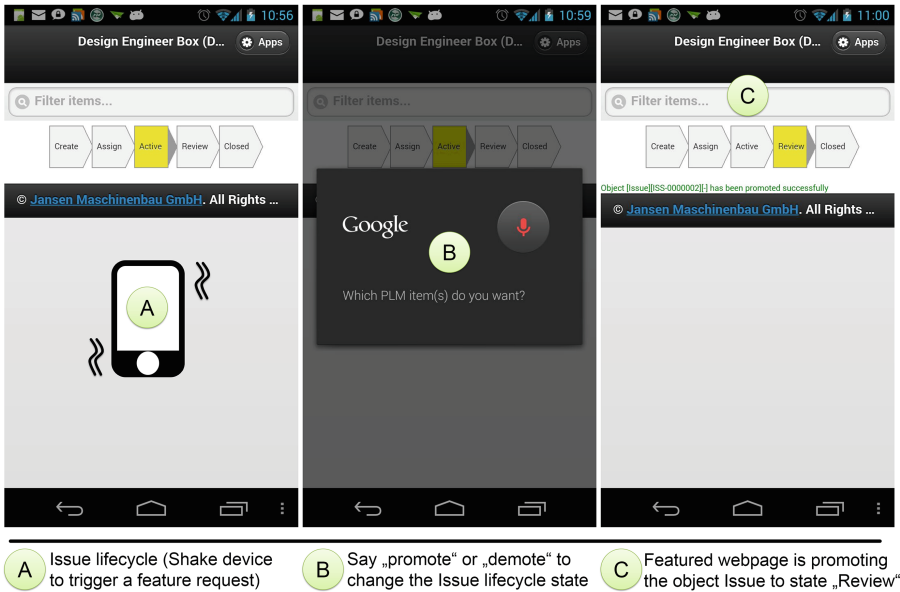 10:56
Design Engineer Box (D...
Apps
Filter items...
Create
Assign
Active
Review
Closed
© Jansen Maschinenbau GmbH. All Rights ...
A
10:59
Design Engineer Box (D...
Apps
Filter items...
Create
Assign
Active
Review
Closed
Google
B
Which PLM item(s) do you want?
11:00
Design Engineer Box (D...
Apps
Filter items...
C
Create
Assign
Active
Review
Closed
Object [Issue][ISS-0000002][-] has been promoted successfully
© Jansen Maschinenbau GmbH. All Rights ...
A
Issue lifecycle (Shake device
to trigger a feature request)
B
Say „promote“ or „demote“ to
change the Issue lifecycle state
C
Featured webpage is promoting
the object Issue to state „Review“